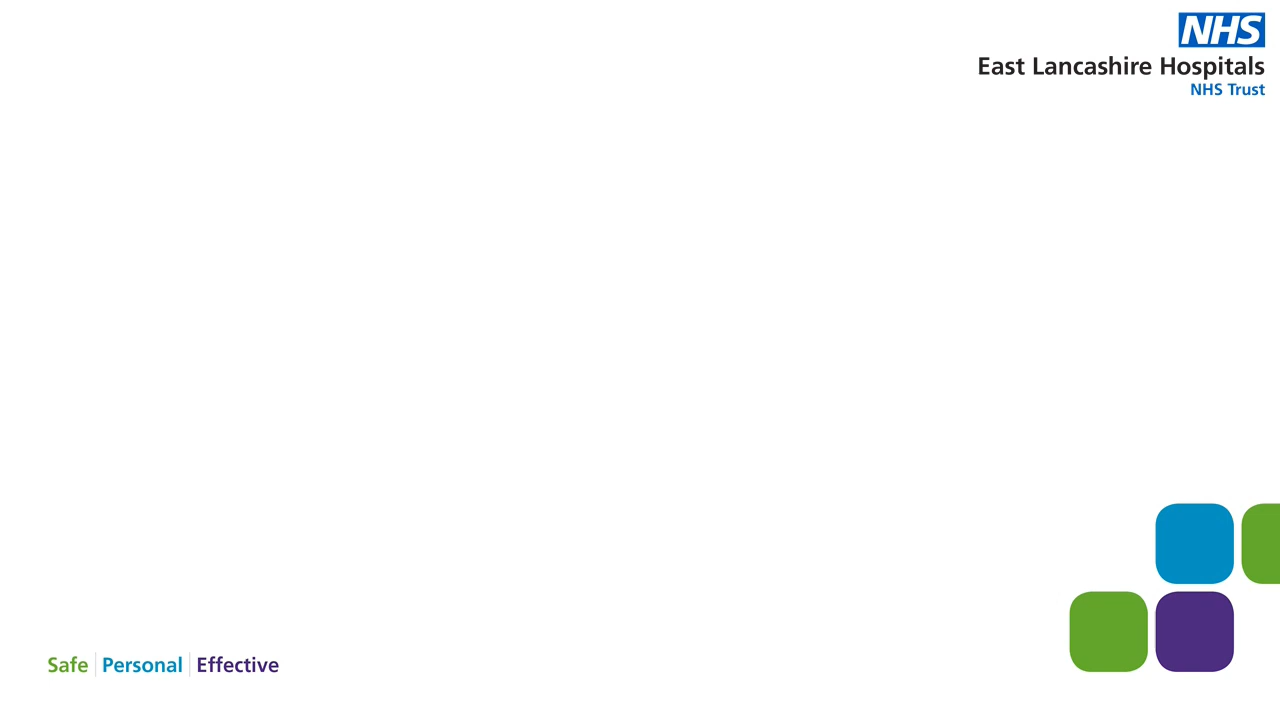 NHS
East Lancashire Hospitals
NHS Trust
Safe | Personal | Effective